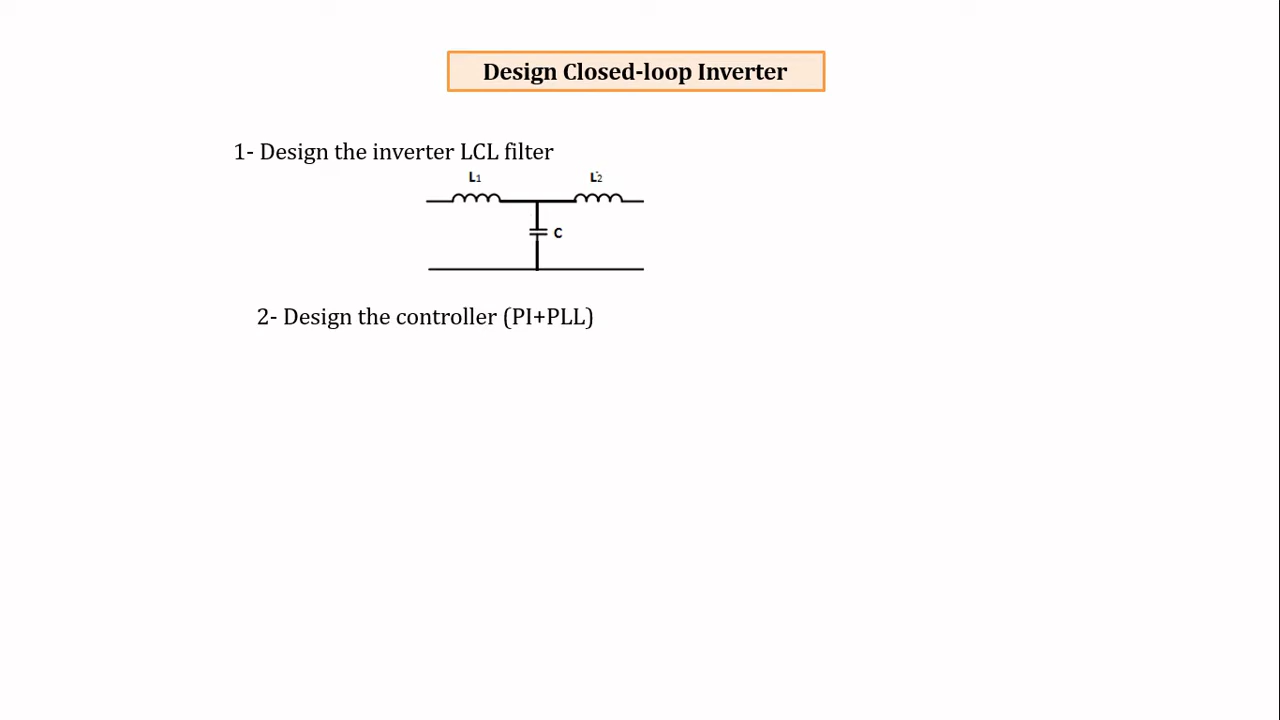 Design Closed-loop Inverter
1- Design the inverter LCL filter
L1 L2
C
2- Design the controller (PI+PLL)